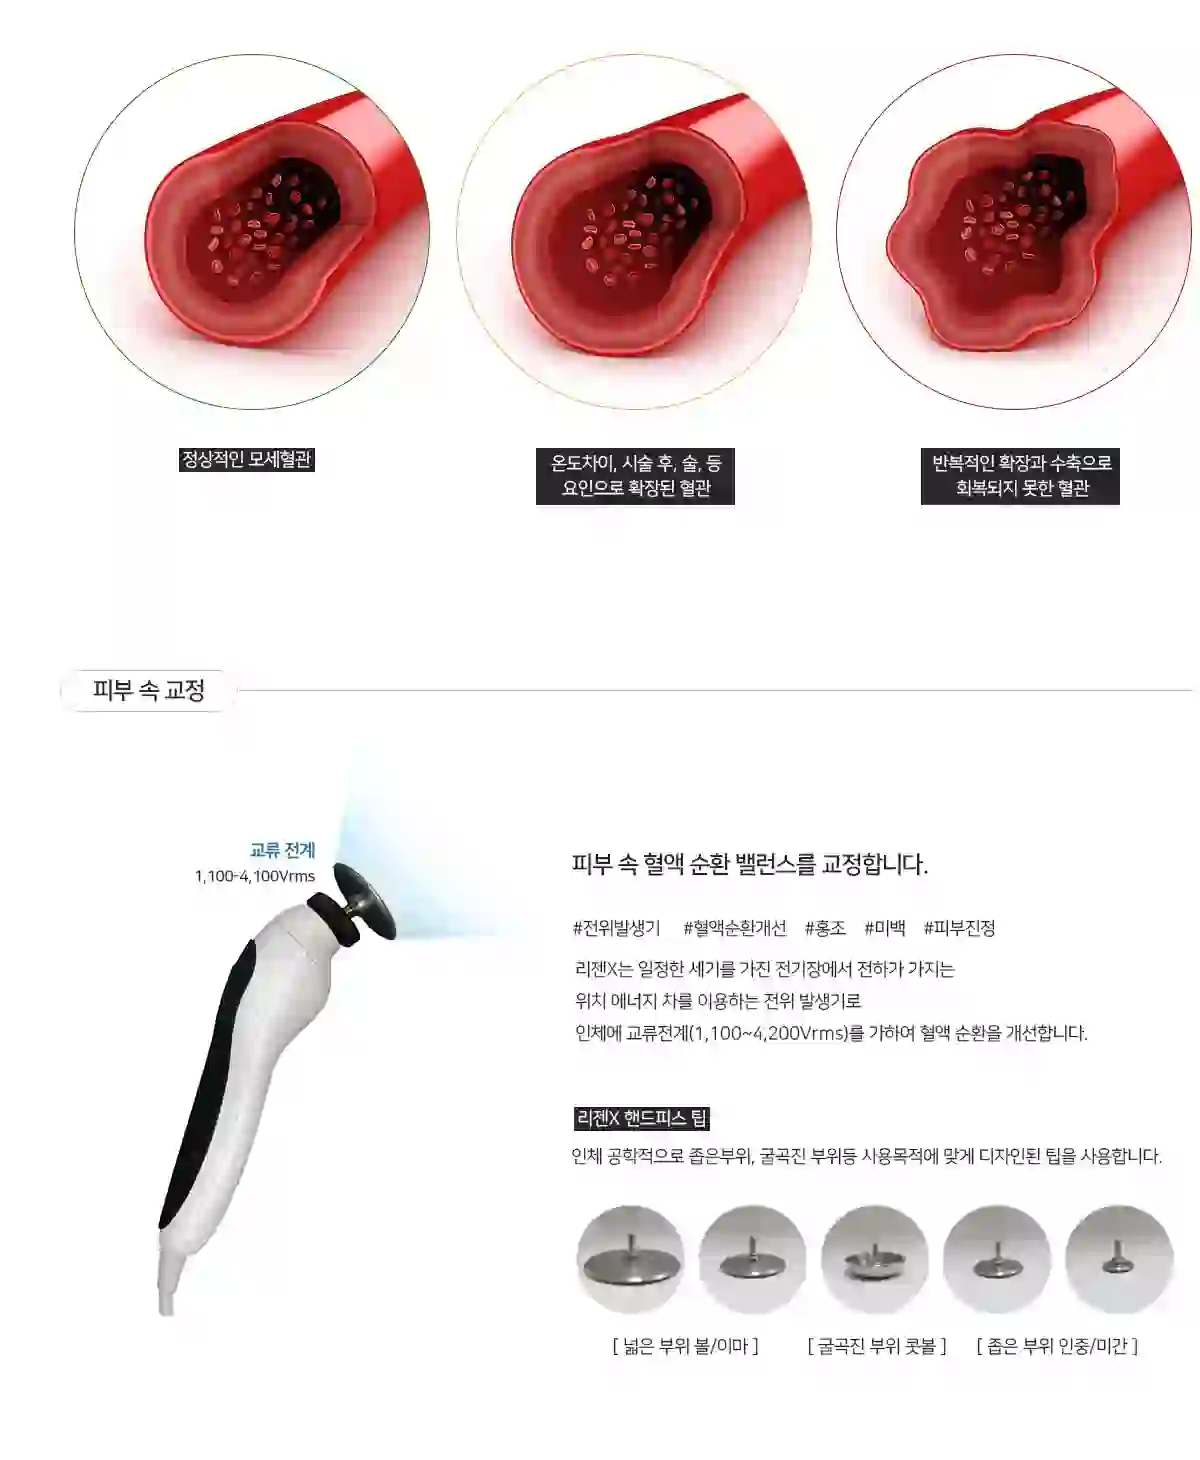 정상적인 모세혈관
온도차이, 시술 후, 술, 등
요인으로 확장된 혈관
반복적인 확장과 수축으로
회복되지 못한 혈관
피부 속 교정
교류 전계
1,100-4,100Vrms
피부 속 혈액 순환 밸런스를 교정합니다.
#전위발생기 #혈액순환개선 #홍조 #미백 #피부진정
리젠X는 일정한 세기를 가진 전기장에서 전하가 가지는
위치 에너지 차를 이용하는 전위 발생기로
인체에 교류전계(1,100~4,200Vrms)를 가하여 혈액 순환을 개선합니다.
리젠X 핸드피스 팁
인체 공학적으로 좁은부위, 굴곡진 부위등 사용목적에 맞게 디자인된 팁을 사용합니다.
[ 넓은 부위 볼/이마 ] [ 굴곡진 부위 콧볼 ] [ 좁은 부위 인중/미간 ]